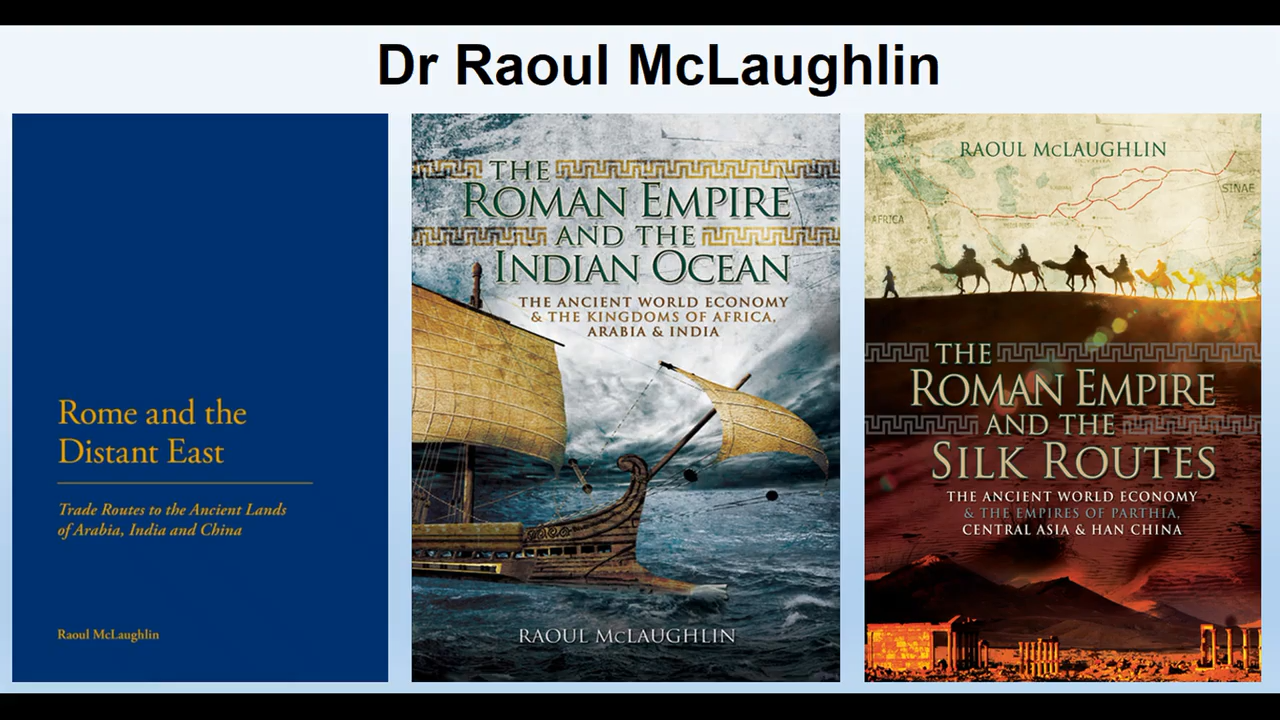 Dr Raoul McLaughlin
Rome and the
Distant East
Trade Routes to the Ancient Lands
of Arabia, India and China
Raoul McLaughlin
THE
ROMAN EMPIRE
AND THE
INDIAN OCEAN
THE ANCIENT WORLD ECONOMY
& THE KINGDOMS OF AFRICA,
ARABIA & INDIA
RAOUL McLAUGHLIN
RAOUL McLAUGHLIN
SINAE
AFRICA
THE
ROMAN EMPIRE
AND THE
SILK ROUTES
THE ANCIENT WORLD ECONOMY
& THE EMPIRES OF PARTHIA,
CENTRAL ASIA & HAN CHINA